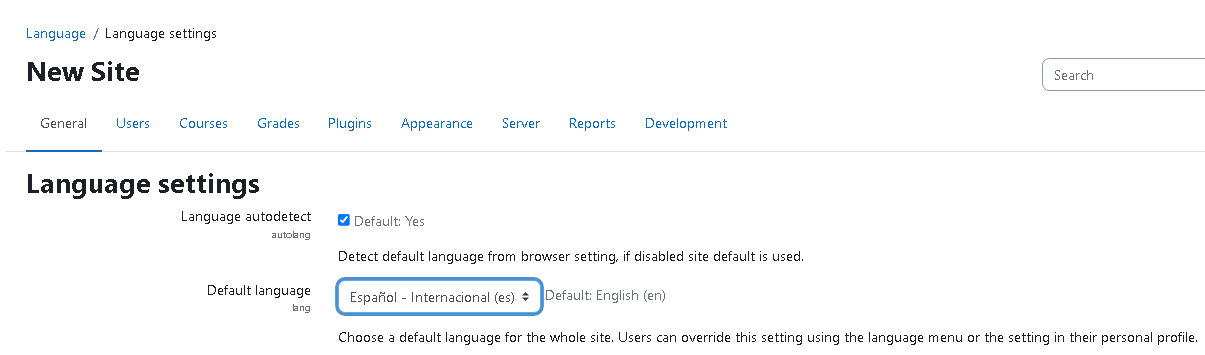 Language / Language settings
New Site
Search
General Users Courses Grades Plugins Appearance Server Reports Development
Language settings
Language autodetect Default: Yes
autolang
Detect default language from browser setting, if disabled site default is used.
Default language Español - Internacional (es) Default: English (en)
lang
Choose a default language for the whole site. Users can override this setting using the language menu or the setting in their personal profile.